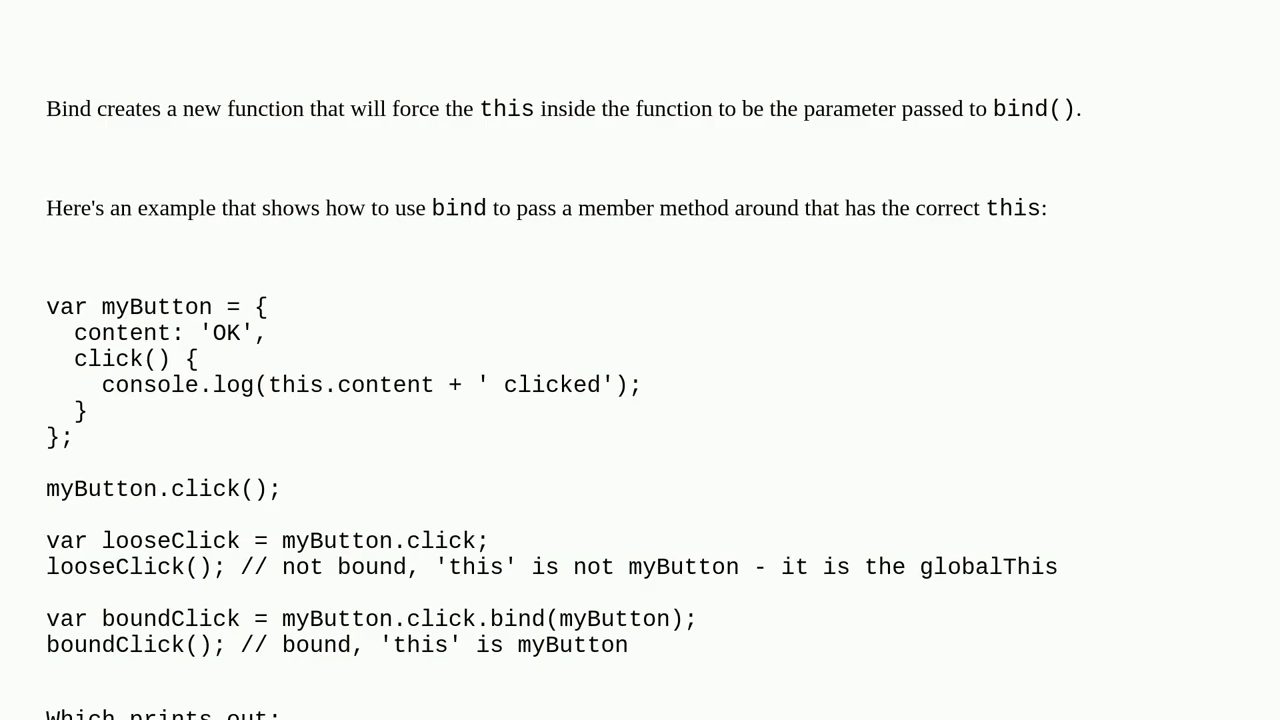 Bind creates a new function that will force the this inside the function to be the parameter passed to bind().
Here's an example that shows how to use bind to pass a member method around that has the correct this:
var myButton = {
  content: 'OK',
  click() {
    console.log(this.content + ' clicked');
  }
};
myButton.click();
var looseClick = myButton.click;
looseClick(); // not bound, 'this' is not myButton - it is the globalThis
var boundClick = myButton.click.bind(myButton);
boundClick(); // bound, 'this' is myButton
Which prints out: